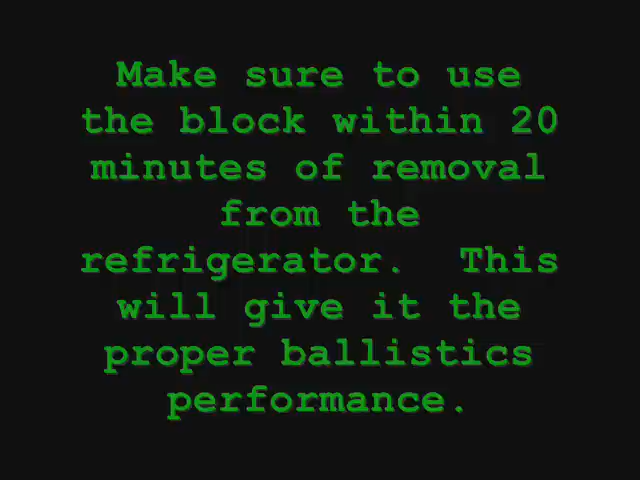 Make sure to use
the block within 20
minutes of removal
from the
refrigerator.  This
will give it the
proper ballistics
performance.